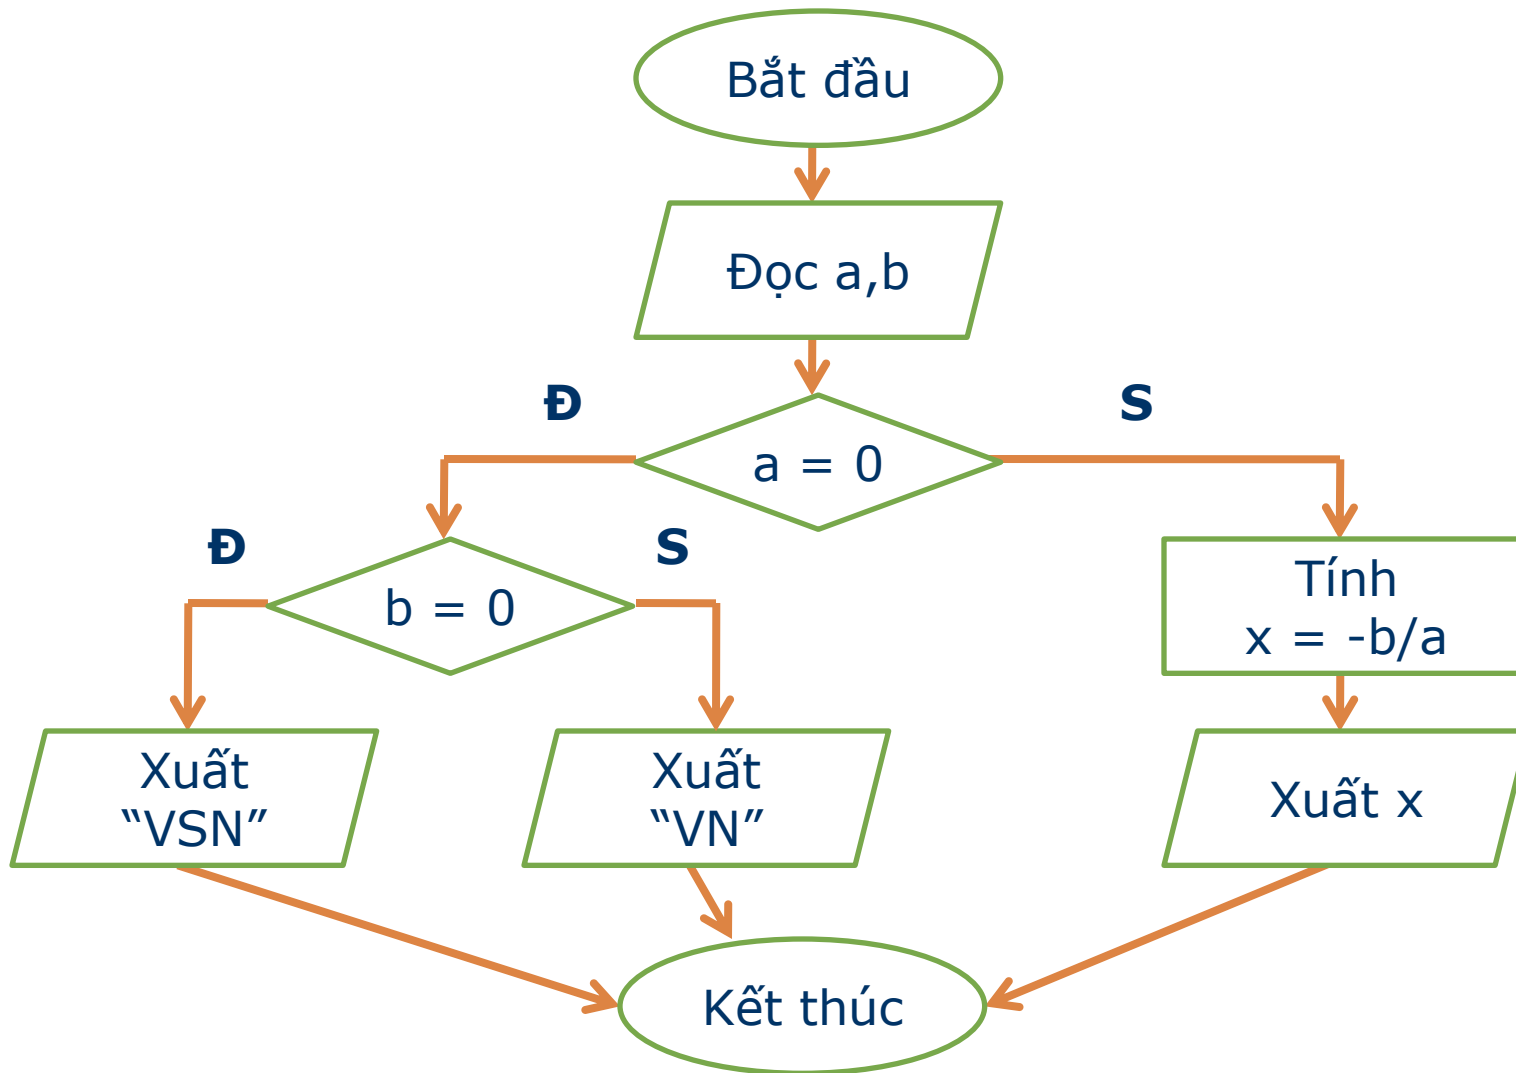 Bắt đầu
Đọc a,b
Đ
S
a = 0
Đ
S
b = 0
Tính
x = -b/a
Xuất
“VSN”
Xuất
“VN”
Xuất x
Kết thúc